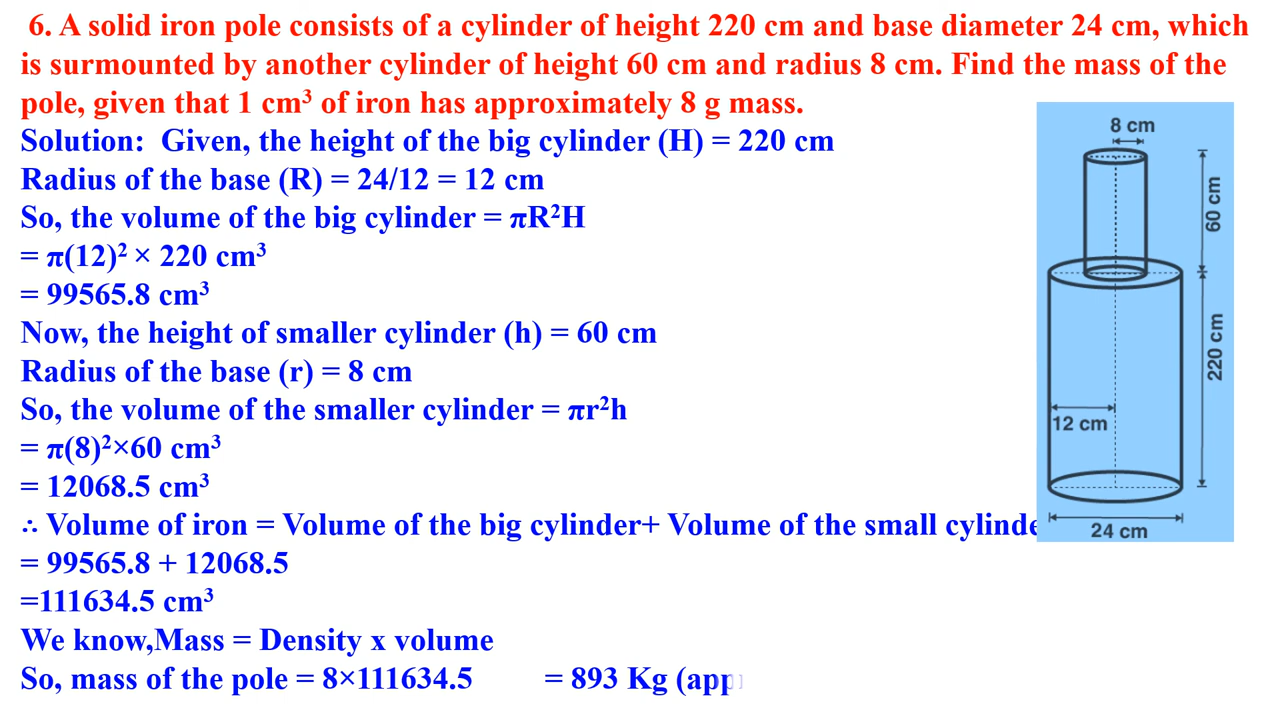 6. A solid iron pole consists of a cylinder of height 220 cm and base diameter 24 cm, which
is surmounted by another cylinder of height 60 cm and radius 8 cm. Find the mass of the
pole, given that 1 cm³ of iron has approximately 8 g mass.
Solution: Given, the height of the big cylinder (H) = 220 cm
Radius of the base (R) = 24/12 = 12 cm
So, the volume of the big cylinder = πR²H
= π(12)² × 220 cm³
= 99565.8 cm³
Now, the height of smaller cylinder (h) = 60 cm
Radius of the base (r) = 8 cm
So, the volume of the smaller cylinder = πr²h
= π(8)²×60 cm³
= 12068.5 cm³
∴ Volume of iron = Volume of the big cylinder+ Volume of the small cylinde
= 99565.8 + 12068.5
=111634.5 cm³
We know,Mass = Density x volume
So, mass of the pole = 8×111634.5 = 893 Kg (app
8 cm
60 cm
220 cm
12 cm
24 cm